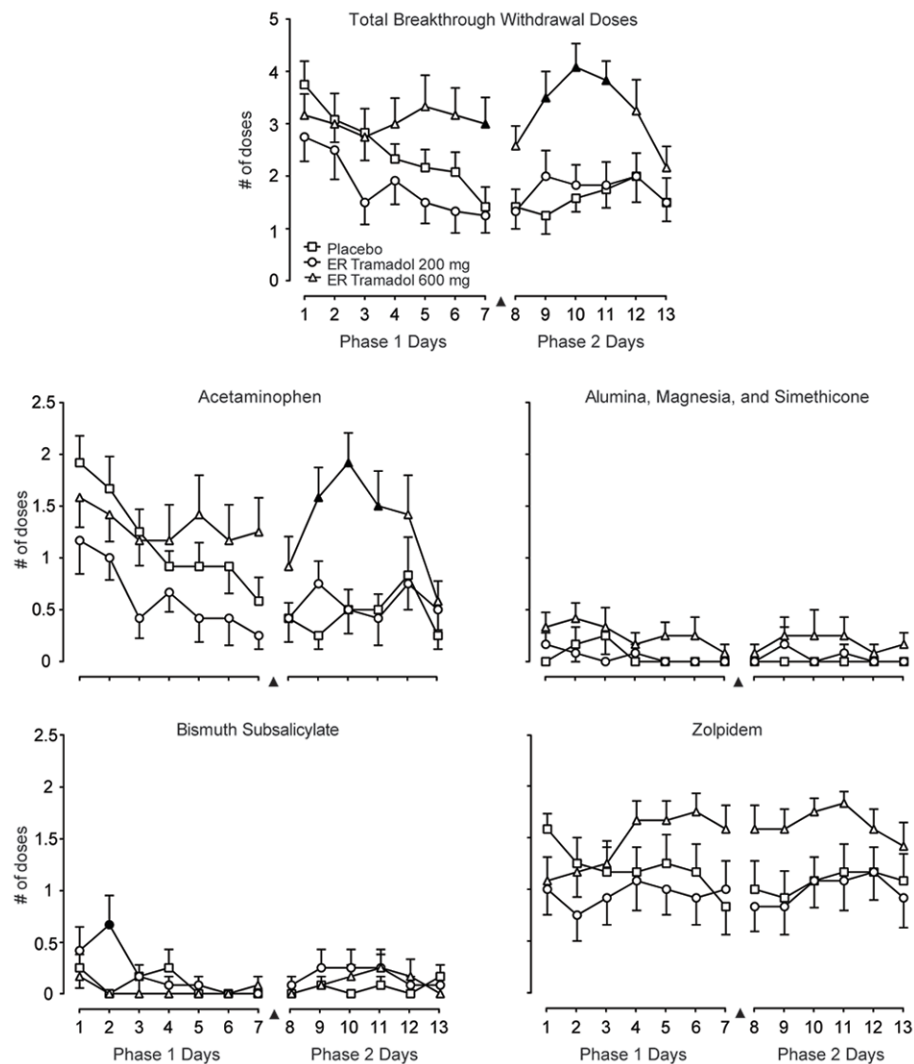 Total Breakthrough Withdrawal Doses
5
4
3
2
1
0
# of doses
Placebo
ER Tramadol 200 mg
ER Tramadol 600 mg
1 2 3 4 5 6 7 8 9 10 11 12 13
Phase 1 Days Phase 2 Days
Acetaminophen
2.5
2
1.5
1
0.5
0
# of doses
Alumina, Magnesia, and Simethicone
Bismuth Subsalicylate
2.5
2
1.5
1
0.5
0
# of doses
1 2 3 4 5 6 7 8 9 10 11 12 13
Phase 1 Days Phase 2 Days
Zolpidem
1 2 3 4 5 6 7 8 9 10 11 12 13
Phase 1 Days Phase 2 Days